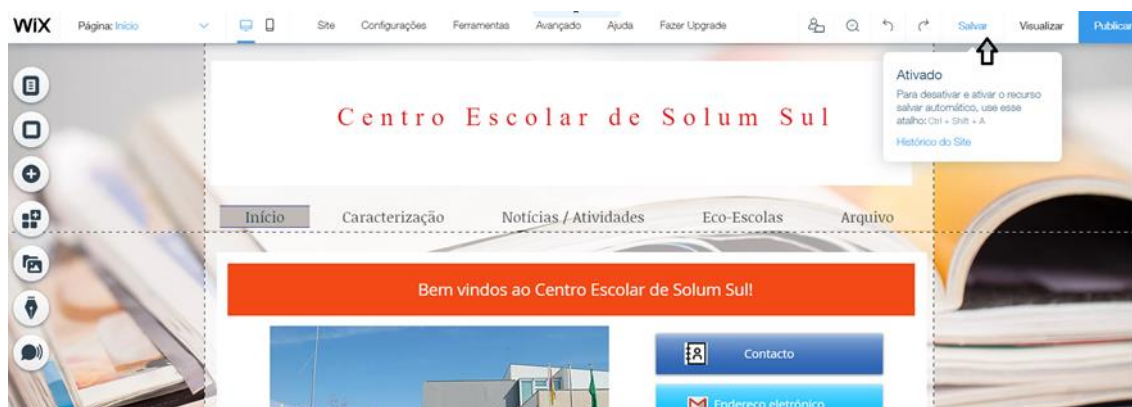 WiX Página: Início Site Configurações Ferramentas Avançado Ajuda Fazer Upgrade Salvar Visualizar Publicar
Ativado
Para desativar e ativar o recurso
salvar automático, use esse
atalho: Ctrl + Shift + A
Histórico do Site
Centro Escolar de Solum Sul
Início Caracterização Notícias / Atividades Eco-Escolas Arquivo
Bem vindos ao Centro Escolar de Solum Sul!
Contacto
Endereço eletrónico